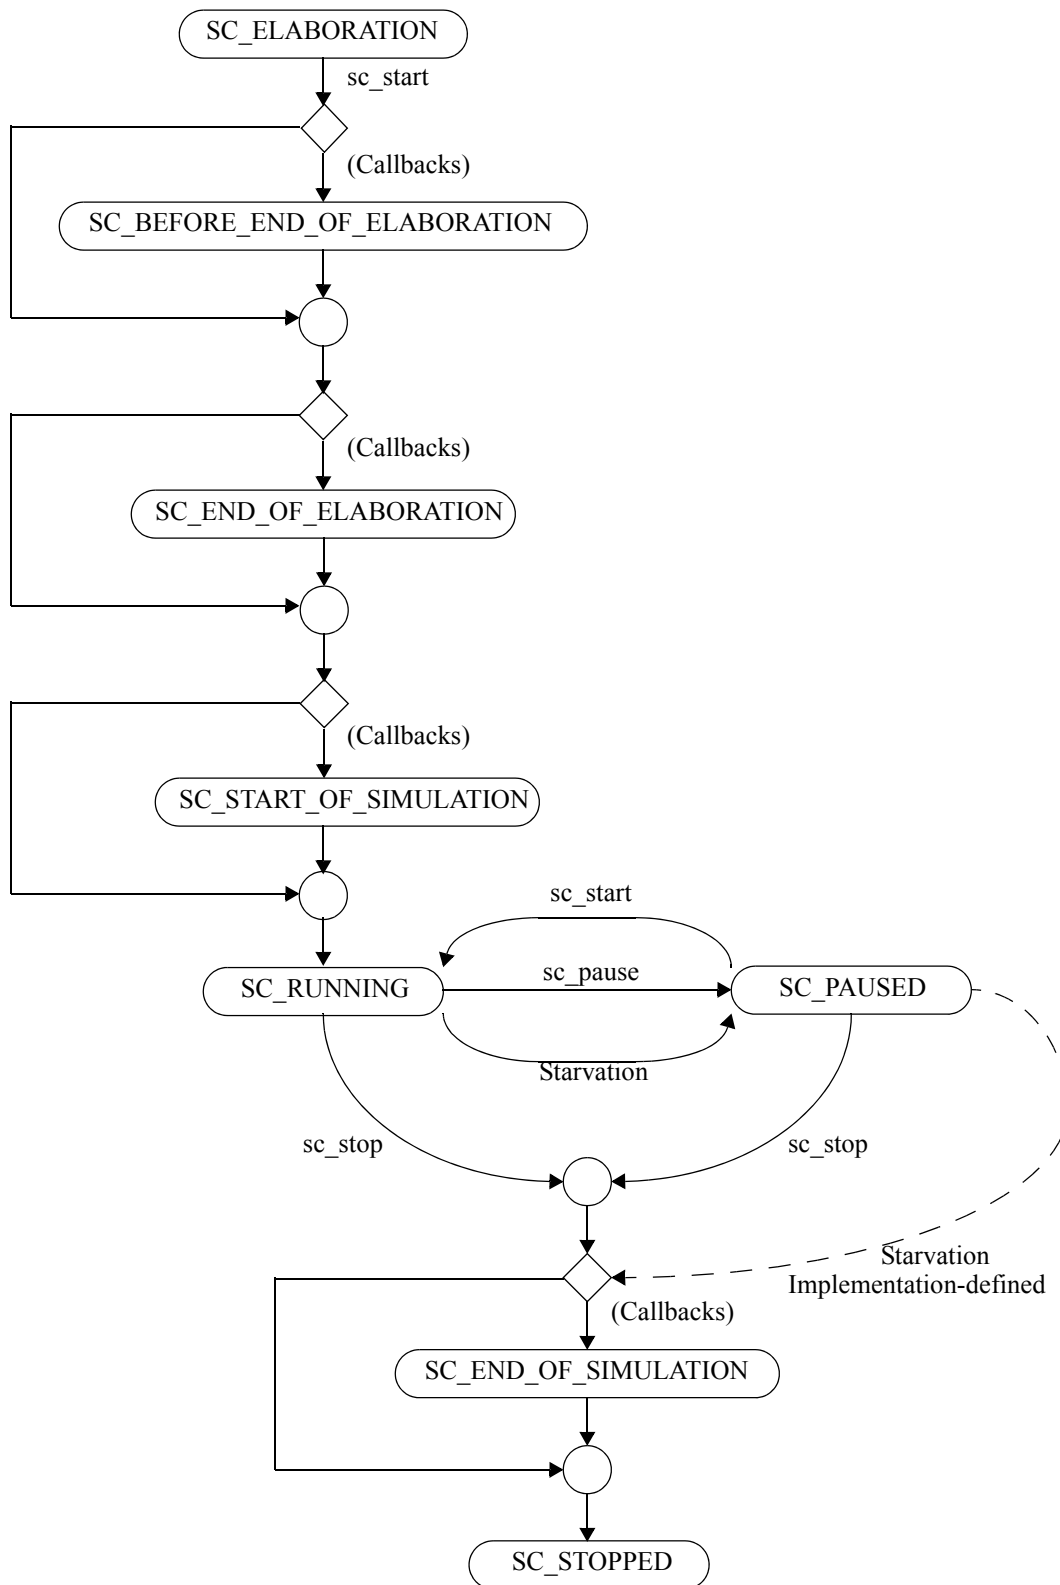 SC_ELABORATION
sc_start
(Callbacks)
SC_BEFORE_END_OF_ELABORATION
(Callbacks)
SC_END_OF_ELABORATION
(Callbacks)
SC_START_OF_SIMULATION
sc_start
sc_pause
SC_RUNNING
SC_PAUSED
Starvation
sc_stop
sc_stop
Starvation
Implementation-defined
(Callbacks)
SC_END_OF_SIMULATION
SC_STOPPED